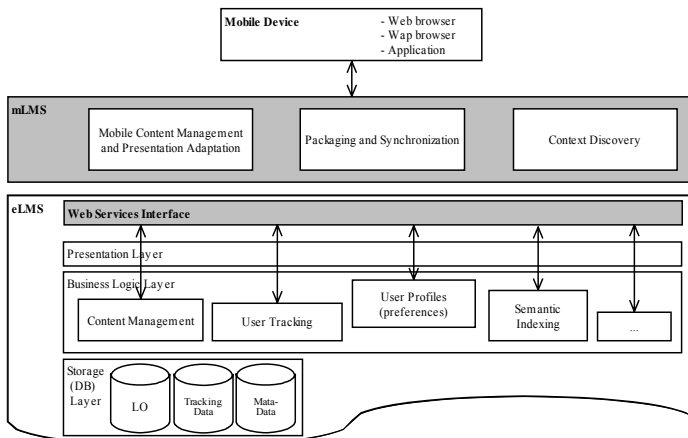 Mobile Device
- Web browser
- Wap browser
- Application
mLMS
Mobile Content Management
and Presentation Adaptation
Packaging and Synchronization
Context Discovery
eLMS
Web Services Interface
Presentation Layer
Business Logic Layer
Content Management
User Tracking
User Profiles
(preferences)
Semantic
Indexing
...
Storage
(DB)
Layer
LO
Tracking
Data
Mata-
Data